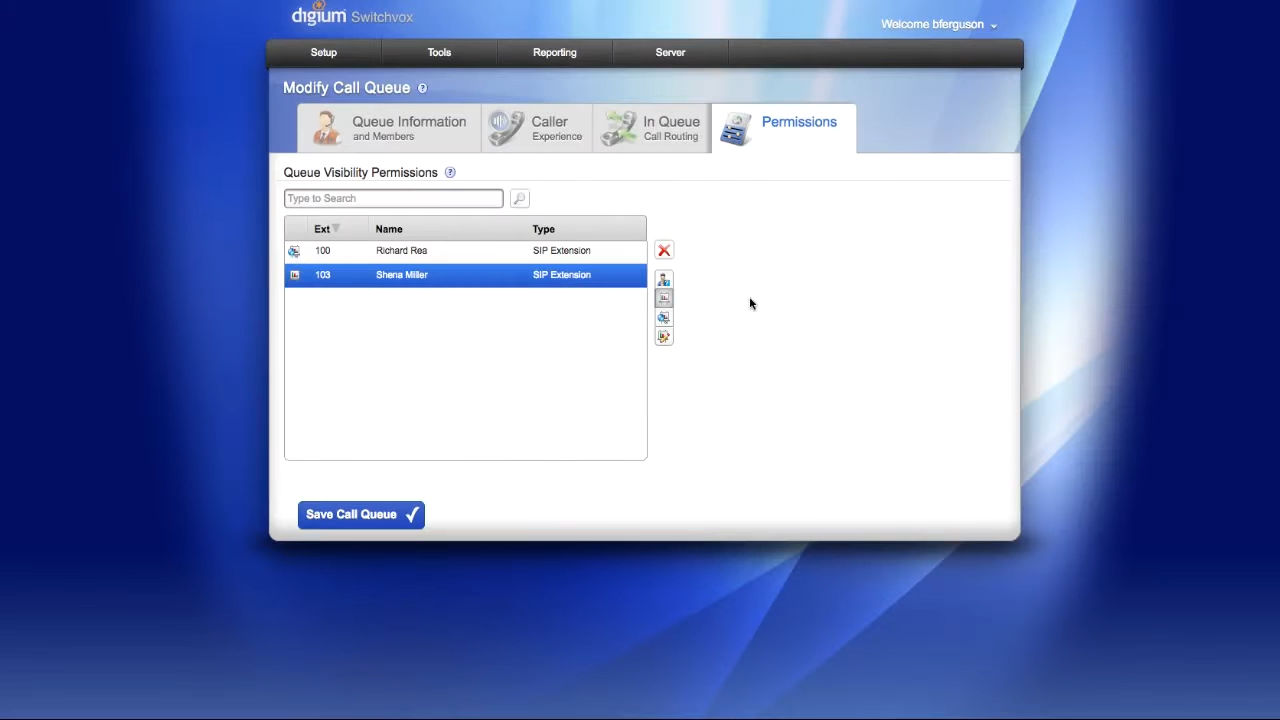 digium Switchvox
Welcome bferguson
Setup Tools Reporting Server
Modify Call Queue ?
Queue Information
and Members
Caller
Experience
In Queue
Call Routing
Permissions
Queue Visibility Permissions ?
Type to Search
Ext Name Type
100 Richard Rea SIP Extension
103 Shena Miller SIP Extension
Save Call Queue